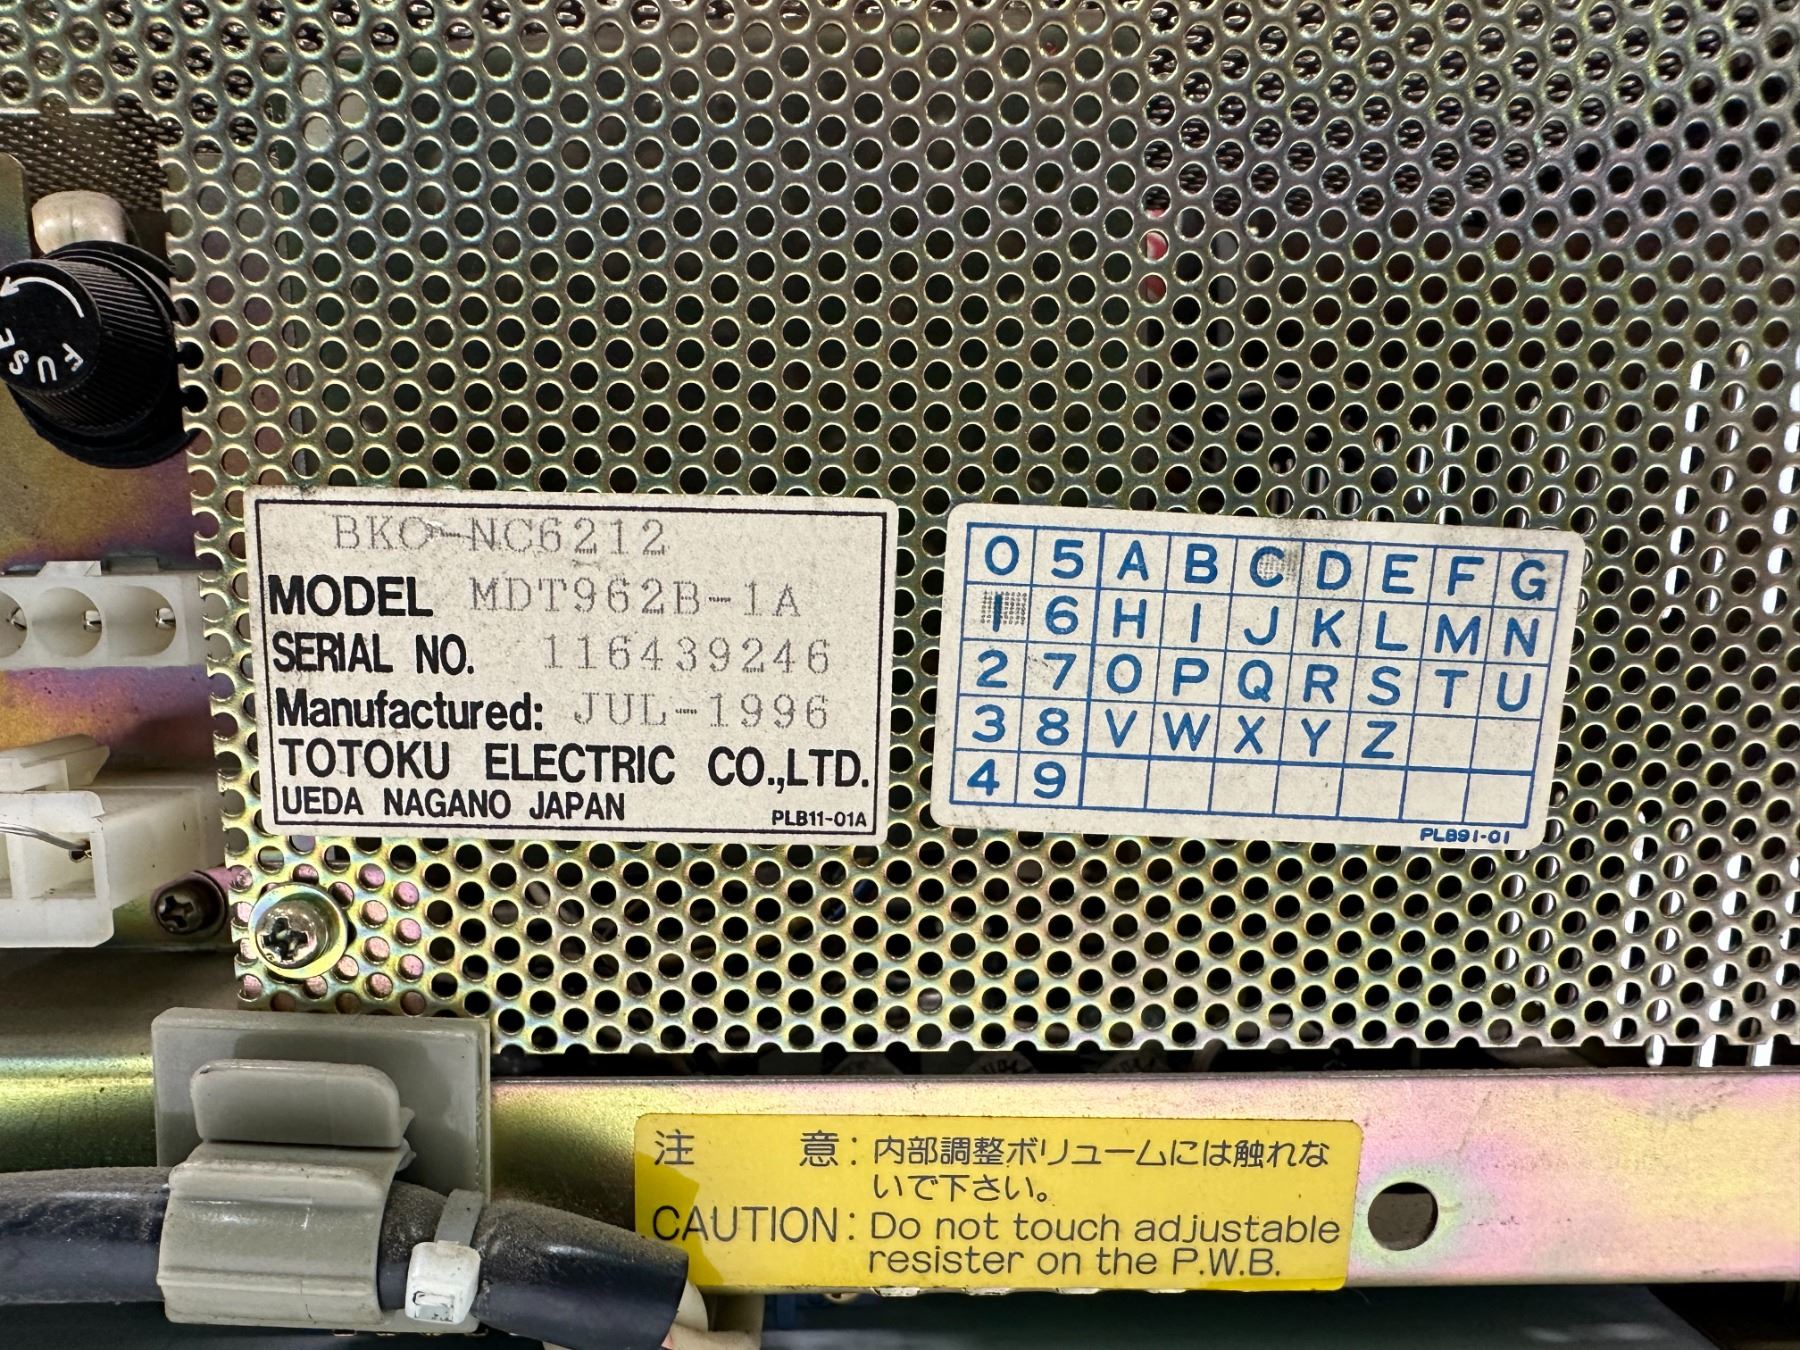 FUSE
BKO-NC6212
MODEL MDT962B-1A
SERIAL NO. 116439246
Manufactured: JUL-1996
TOTOKU ELECTRIC CO.,LTD.
UEDA NAGANO JAPAN PLB11-01A
0 5 A B C D E F G
1 6 H I J K L M N
2 7 O P Q R S T U
3 8 V W X Y Z
4 9
PLB91-01
注 意：内部調整ボリュームには触れな
いで下さい。
CAUTION: Do not touch adjustable
resister on the P.W.B.